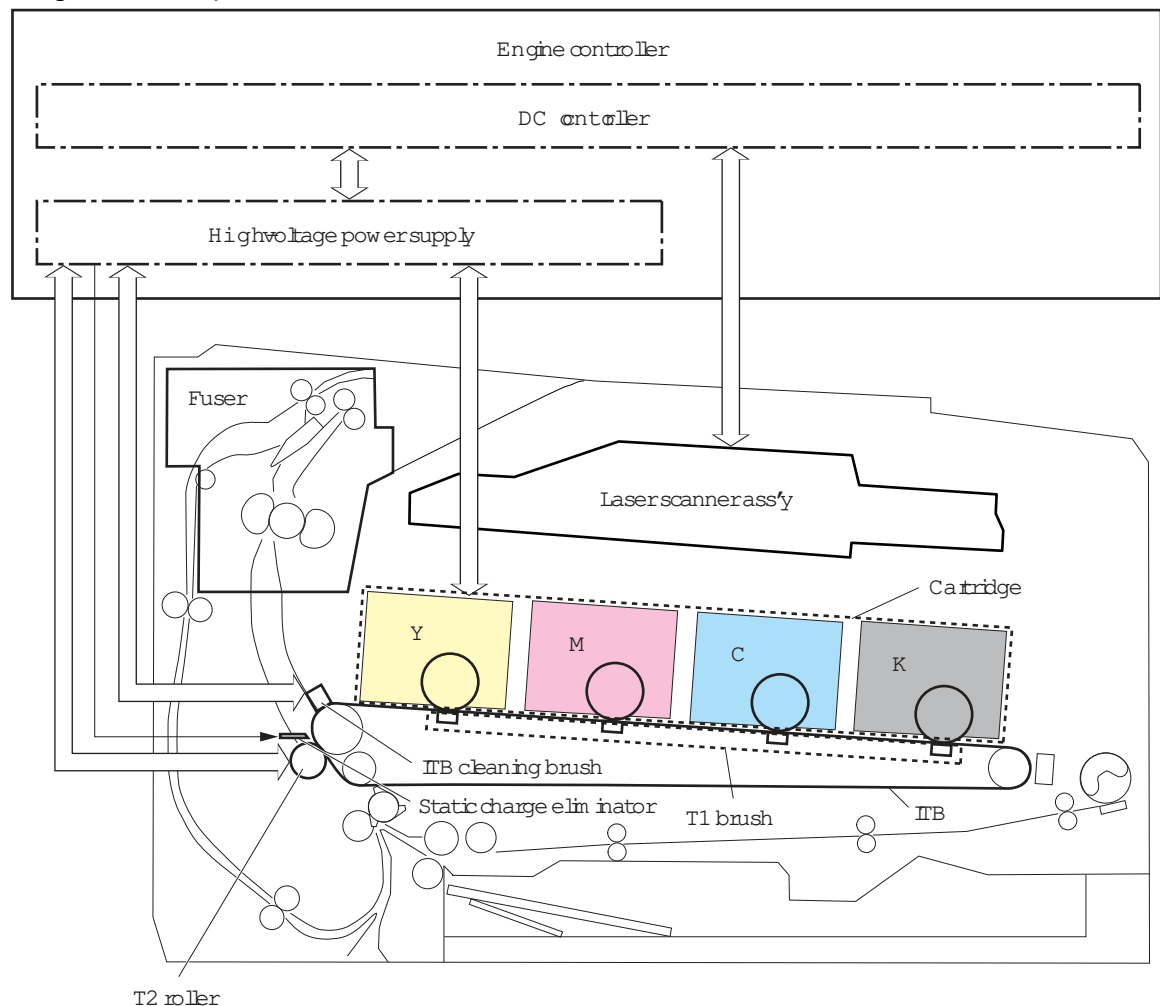 Engine controller
DC controller
High-voltage power supply
Fuser
Laser scanner ass'y
Cartridge
Y
M
C
K
ITB cleaning brush
Static charge eliminator
T1 brush
ITB
T2 roller